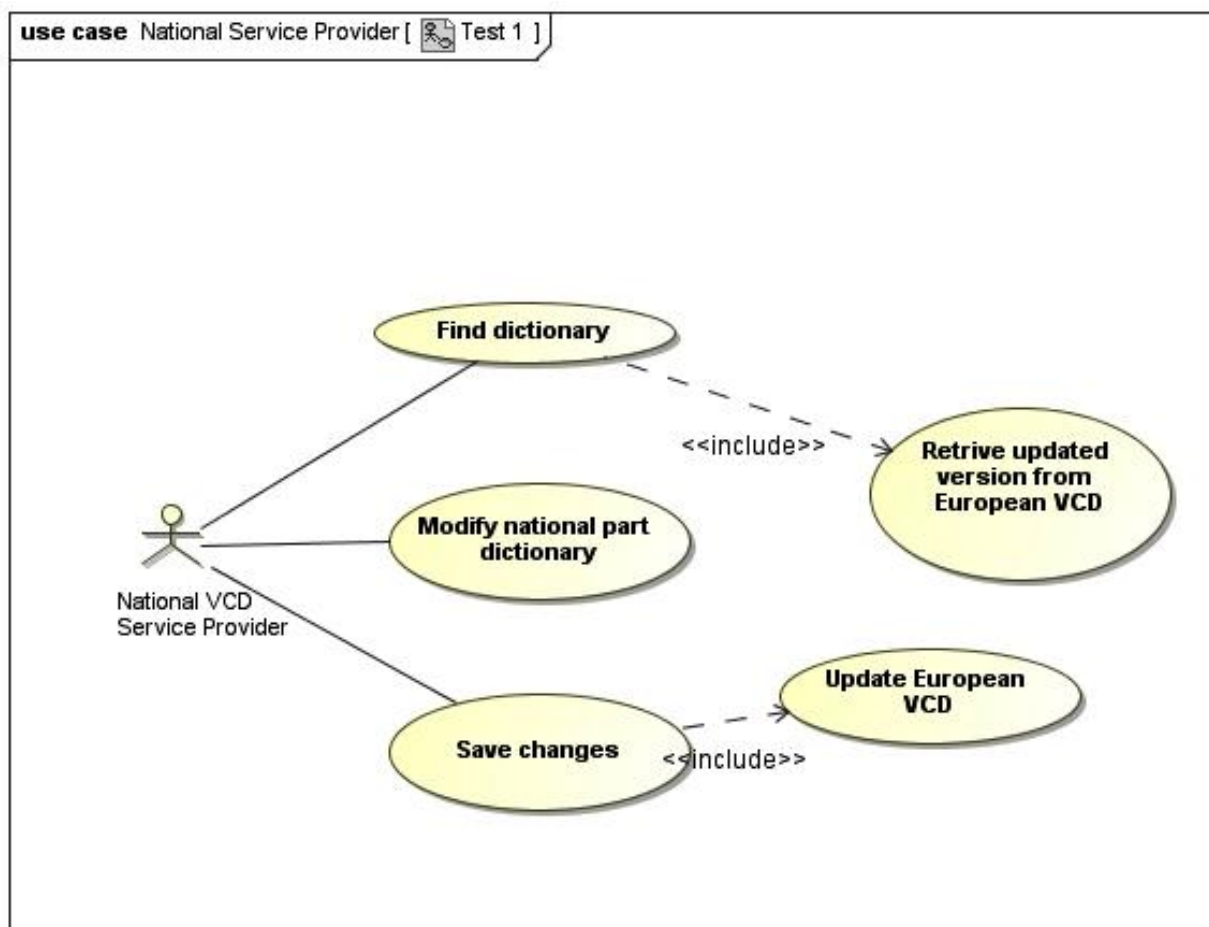 use case National Service Provider [ Test 1 ]
Find dictionary
<<include>>
Retrive updated
version from
European VCD
Modify national part
dictionary
National VCD
Service Provider
Update European
VCD
Save changes
<<include>>